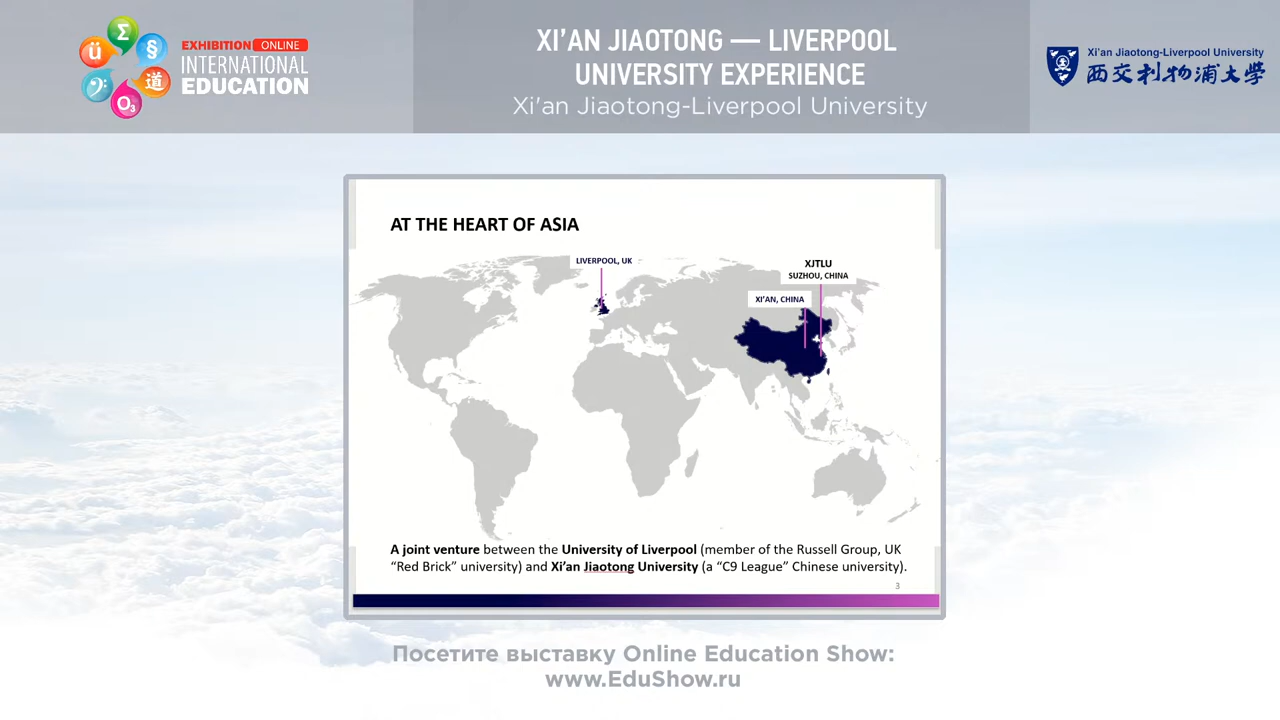 ü
Σ
§
道
O₃
EXHIBITION ONLINE
INTERNATIONAL
EDUCATION
XI'AN JIAOTONG — LIVERPOOL
UNIVERSITY EXPERIENCE
Xi'an Jiaotong-Liverpool University
Xi'an Jiaotong-Liverpool University
西交利物浦大學
AT THE HEART OF ASIA
LIVERPOOL, UK
XJTLU
SUZHOU, CHINA
XI'AN, CHINA
A joint venture between the University of Liverpool (member of the Russell Group, UK
“Red Brick” university) and Xi'an Jiaotong University (a “C9 League” Chinese university).
3
Посетите выставку Online Education Show:
www.EduShow.ru